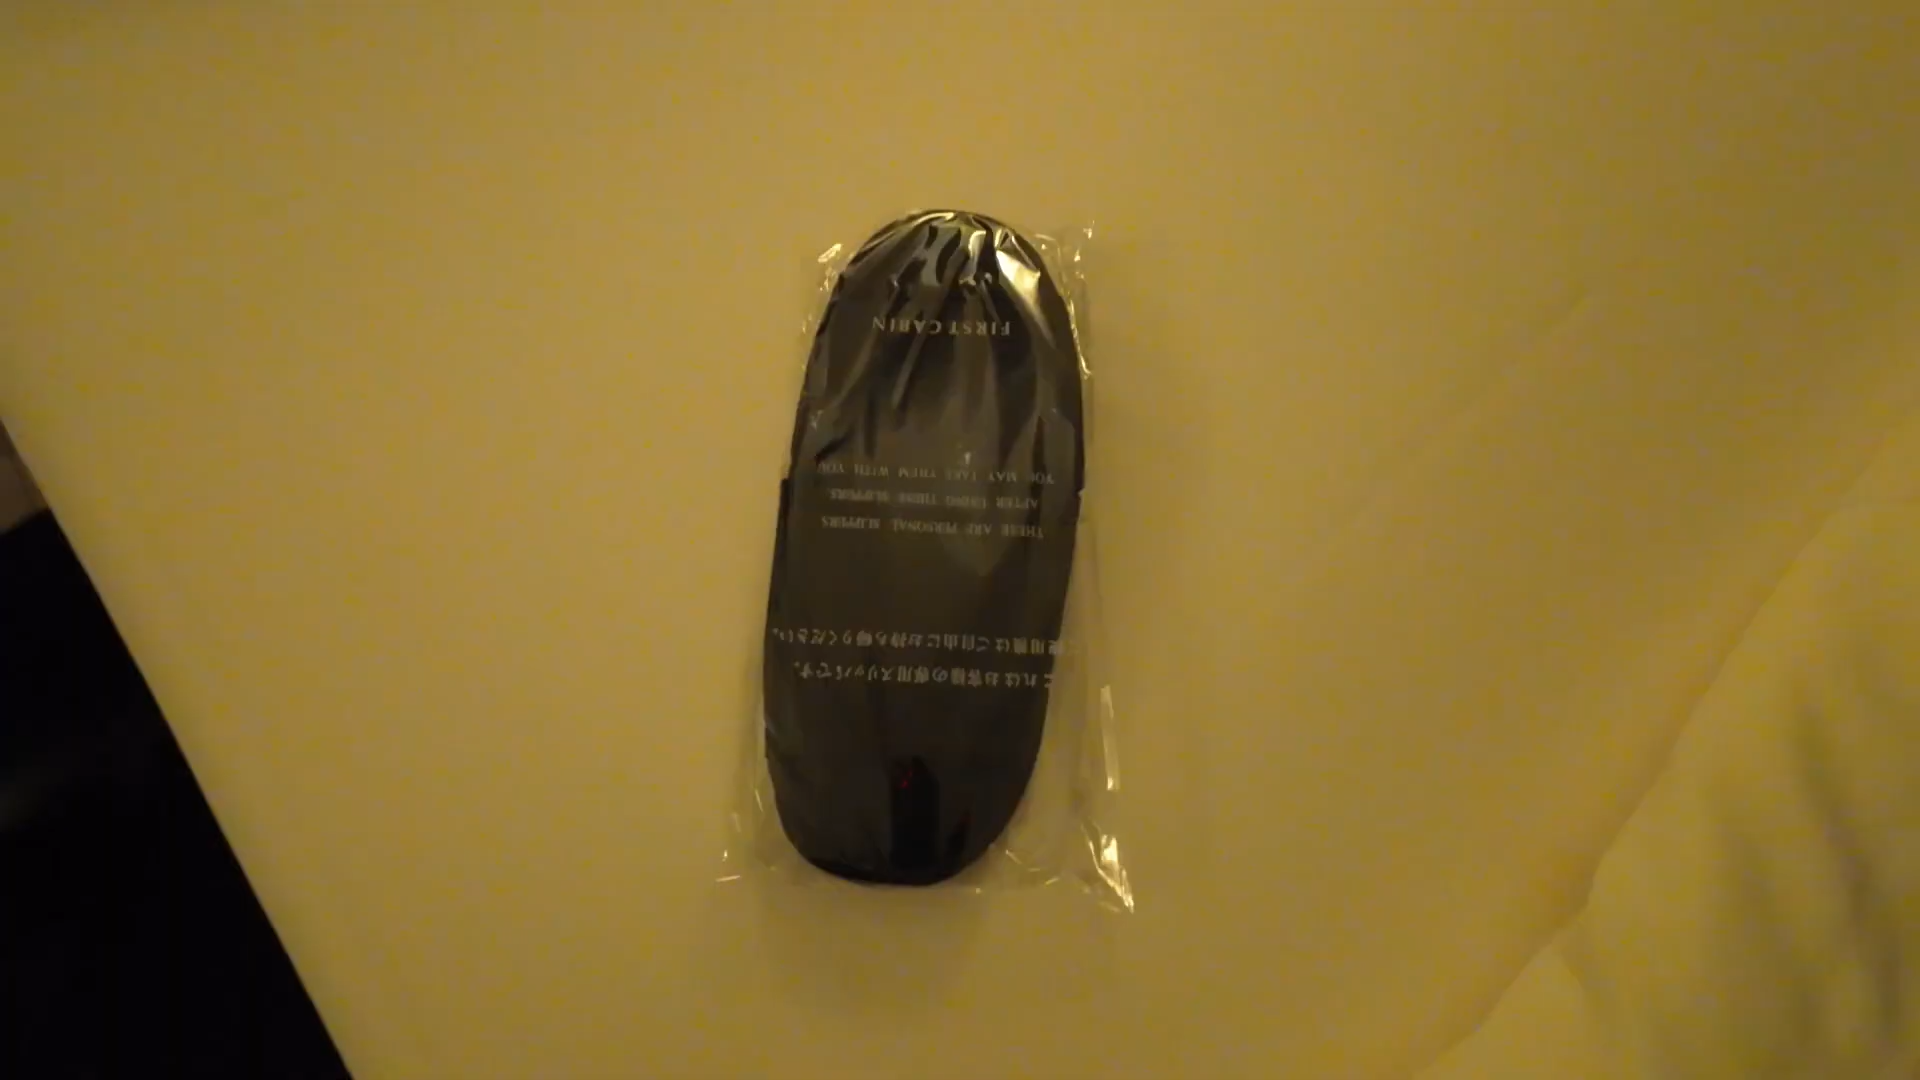 これはお客様の専用スリッパです。
ご使用後はご自由にお持ち帰りください。
THESE ARE PERSONAL SLIPPERS
AFTER USING THESE SLIPPERS,
YOU MAY TAKE THEM WITH YOU
FIRST CABIN